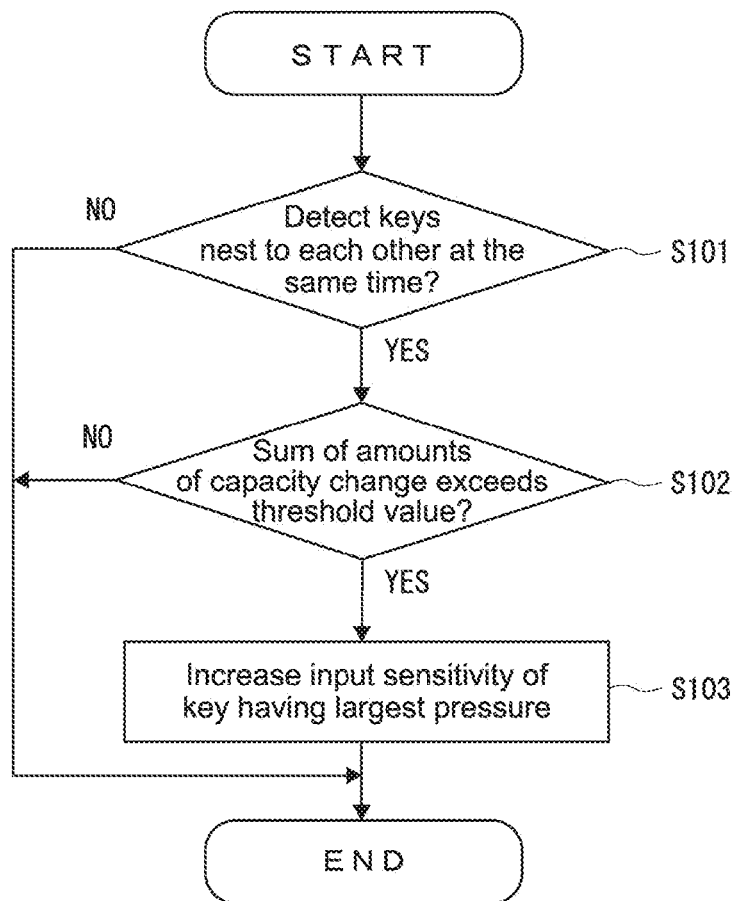 START
NO
Detect keys
nest to each other at the
same time?
S101
YES
NO
Sum of amounts
of capacity change exceeds
threshold value?
S102
YES
Increase input sensitivity of
key having largest pressure
S103
END